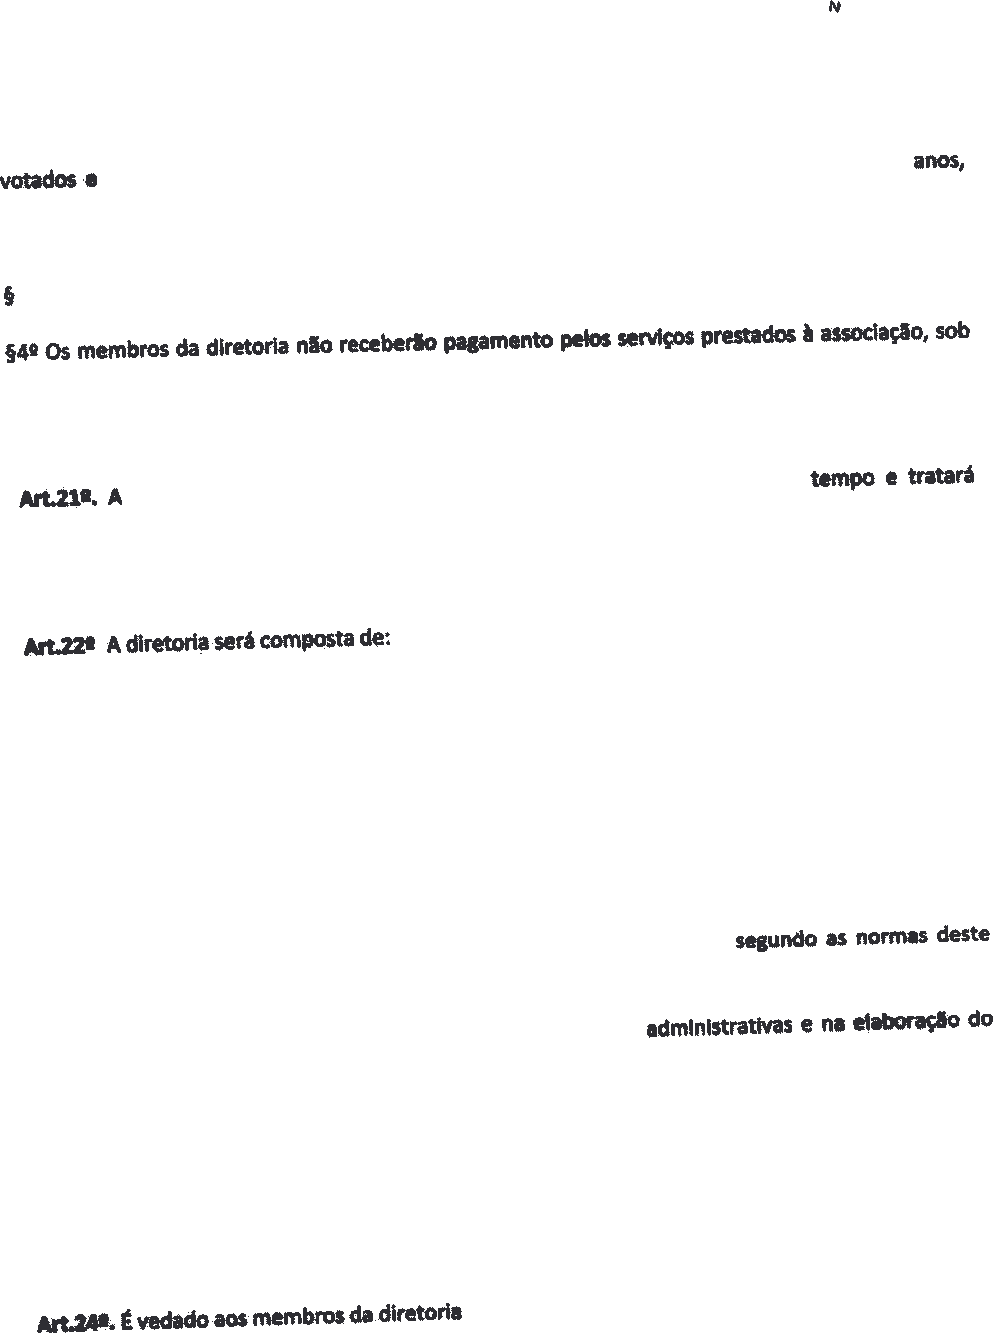 votados e anos,
§
§4º Os membros da diretoria não receberão pagamento pelos serviços prestados à associação, sob
Art.21º. A tempo e tratará
Art.22º A diretoria será composta de:
segundo as normas deste
administrativas e na elaboração do
Art.24º. É vedado aos membros da diretoria